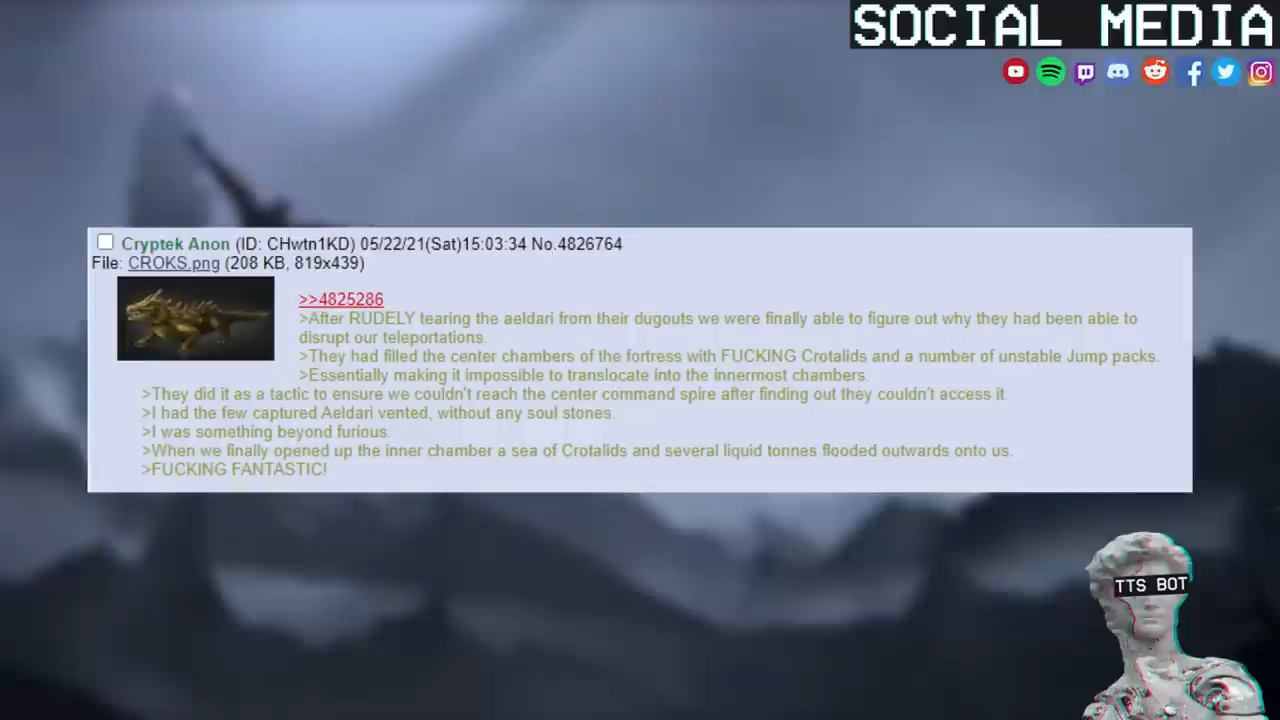 SOCIAL MEDIA
Cryptek Anon (ID: CHwtn1KD) 05/22/21(Sat)15:03:34 No.4826764
File: CROKS.png (208 KB, 819x439)
>>4825286
>After RUDELY tearing the aeldari from their dugouts we were finally able to figure out why they had been able to
disrupt our teleportations.
>They had filled the center chambers of the fortress with FUCKING Crotalids and a number of unstable Jump packs.
>Essentially making it impossible to translocate into the innermost chambers.
>They did it as a tactic to ensure we couldn't reach the center command spire after finding out they couldn't access it.
>I had the few captured Aeldari vented, without any soul stones.
>I was something beyond furious.
>When we finally opened up the inner chamber a sea of Crotalids and several liquid tonnes flooded outwards onto us.
>FUCKING FANTASTIC!
TTS BOT